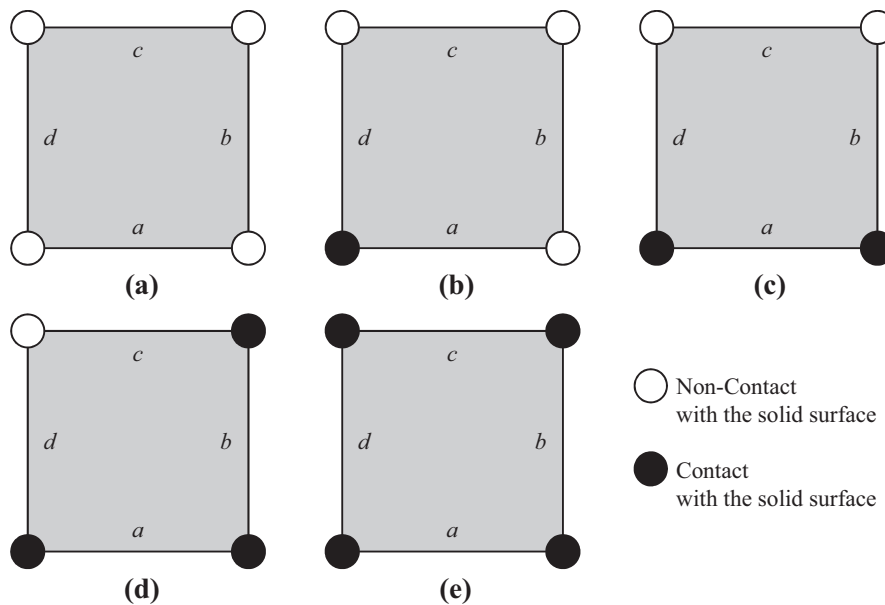 c c c
d b d b d b
a a a
(a) (b) (c)
c c
d b d b
a a
(d) (e)
Non-Contact
with the solid surface
Contact
with the solid surface